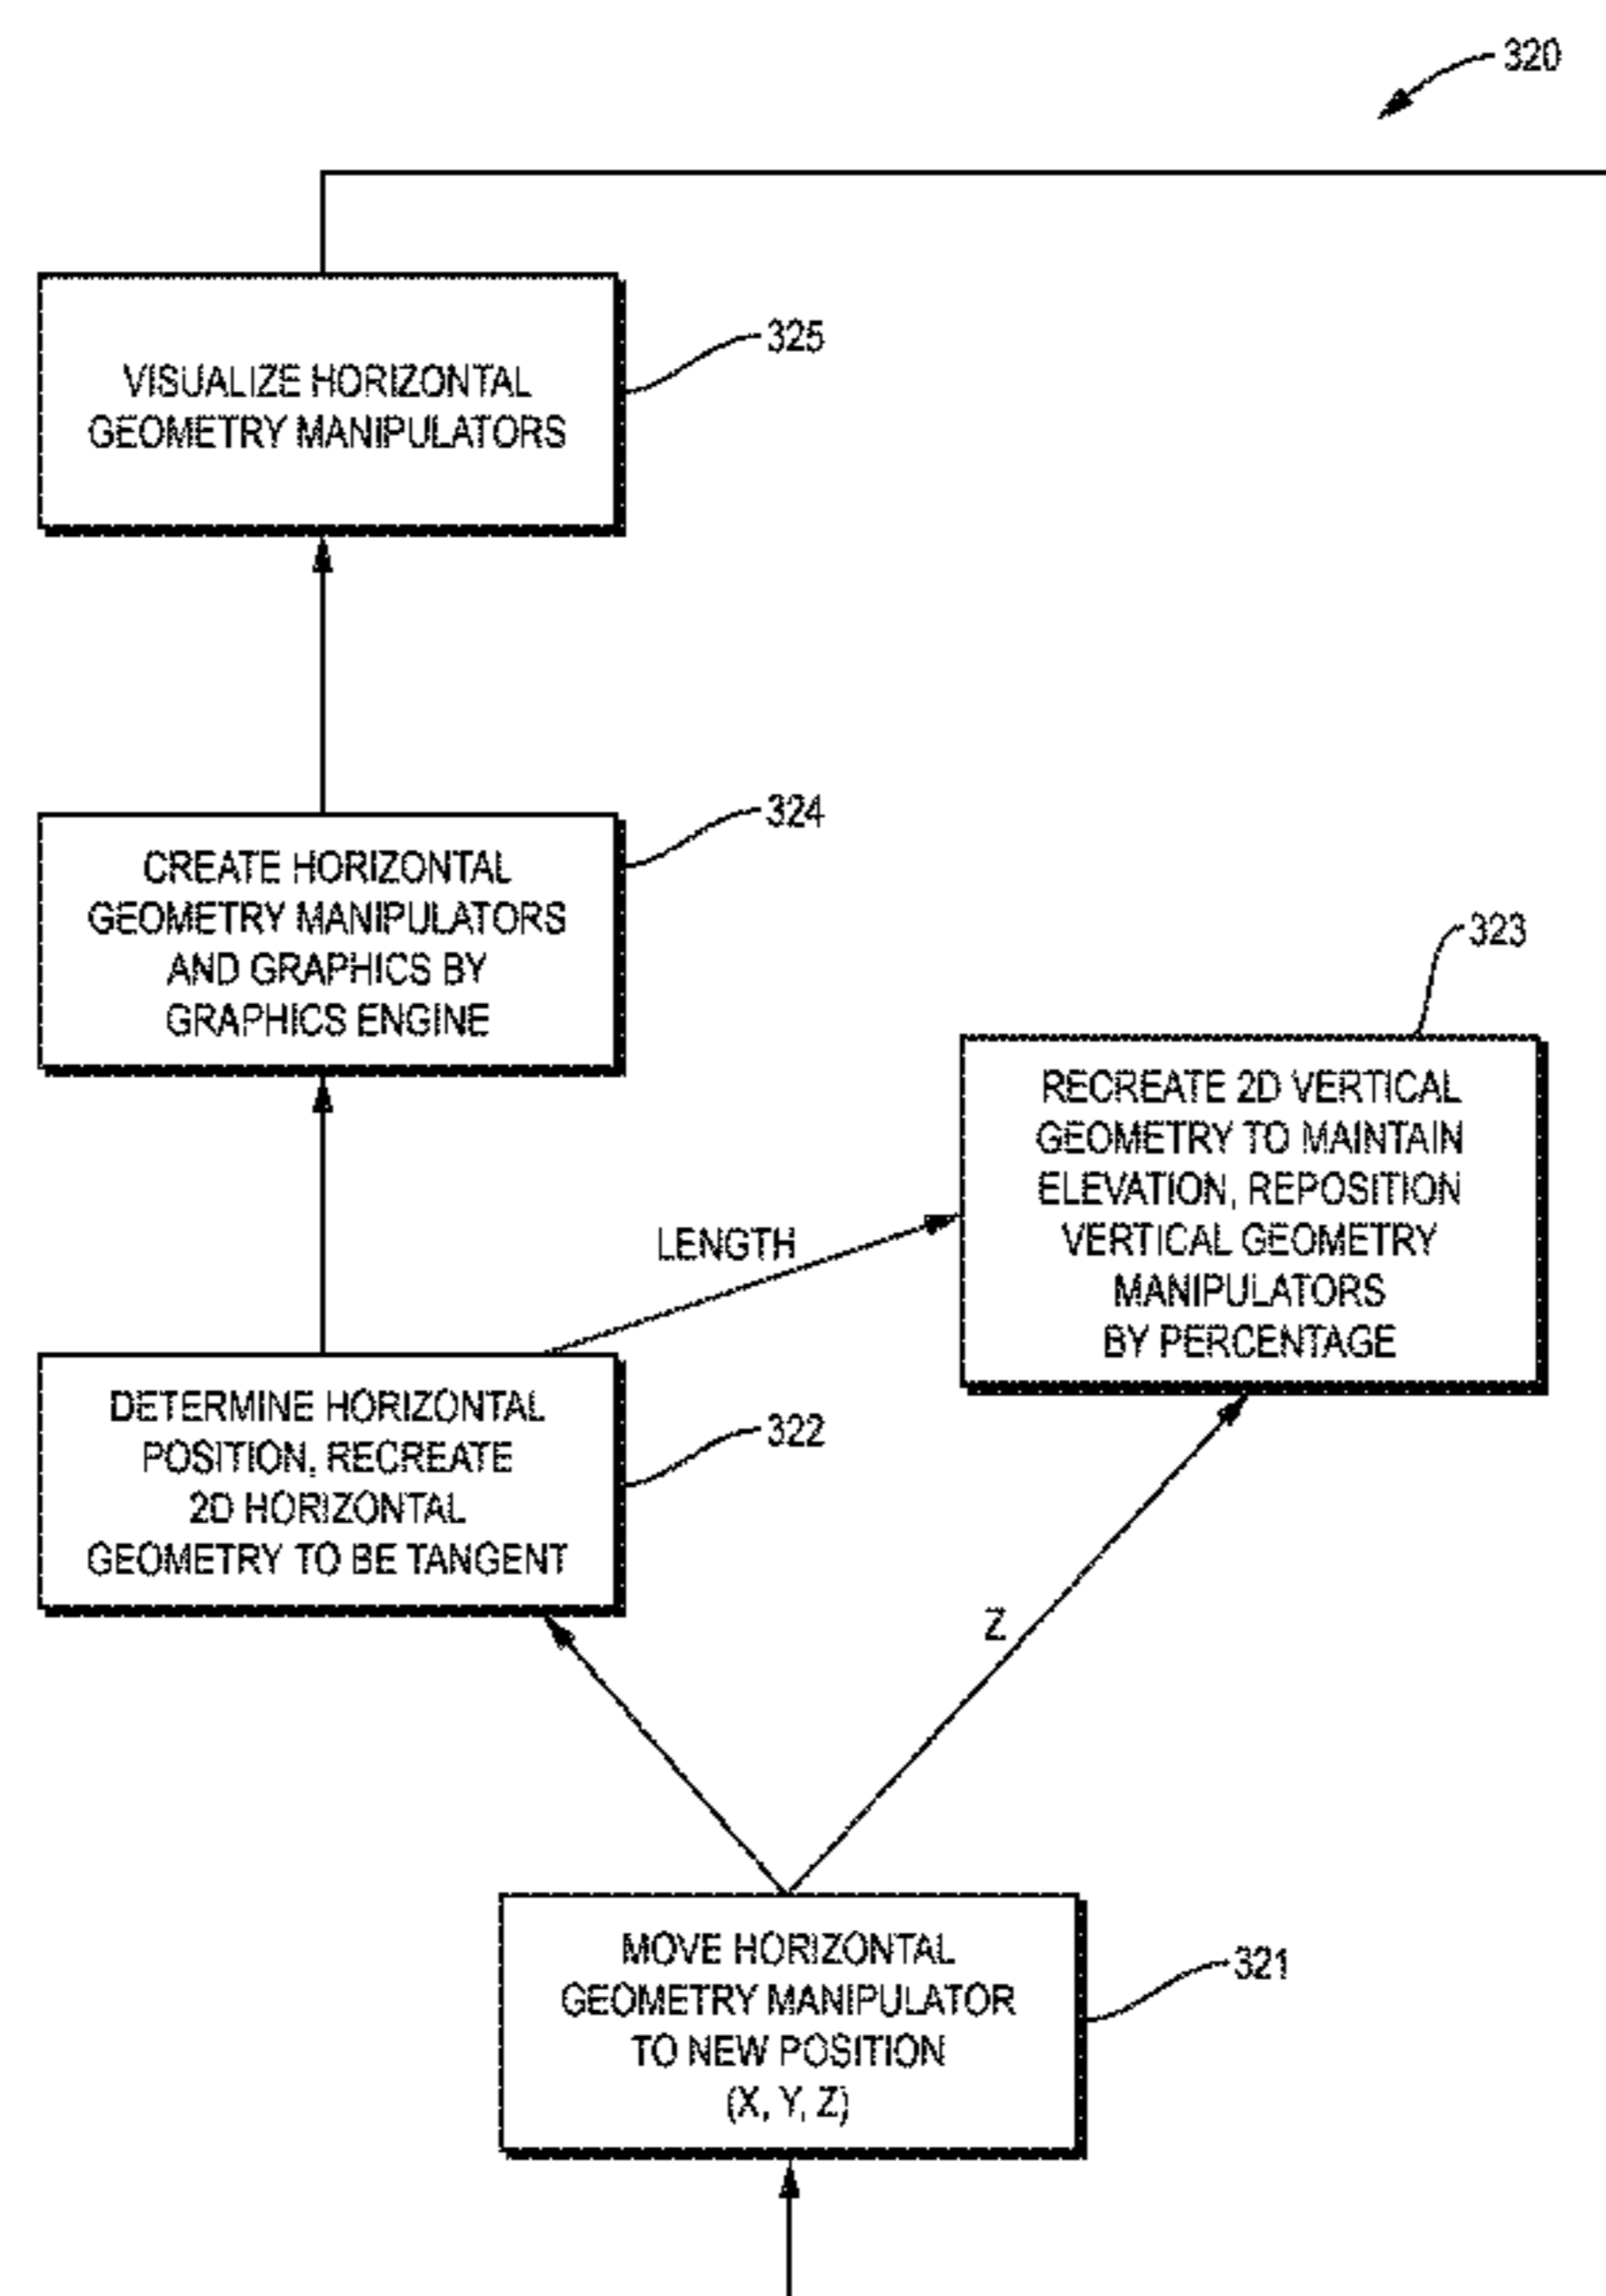 320
325
VISUALIZE HORIZONTAL
GEOMETRY MANIPULATORS
324
CREATE HORIZONTAL
GEOMETRY MANIPULATORS
AND GRAPHICS BY
GRAPHICS ENGINE
323
RECREATE 2D VERTICAL
GEOMETRY TO MAINTAIN
ELEVATION, REPOSITION
VERTICAL GEOMETRY
MANIPULATORS
BY PERCENTAGE
LENGTH
322
DETERMINE HORIZONTAL
POSITION, RECREATE
2D HORIZONTAL
GEOMETRY TO BE TANGENT
Z
321
MOVE HORIZONTAL
GEOMETRY MANIPULATOR
TO NEW POSITION
(X, Y, Z)